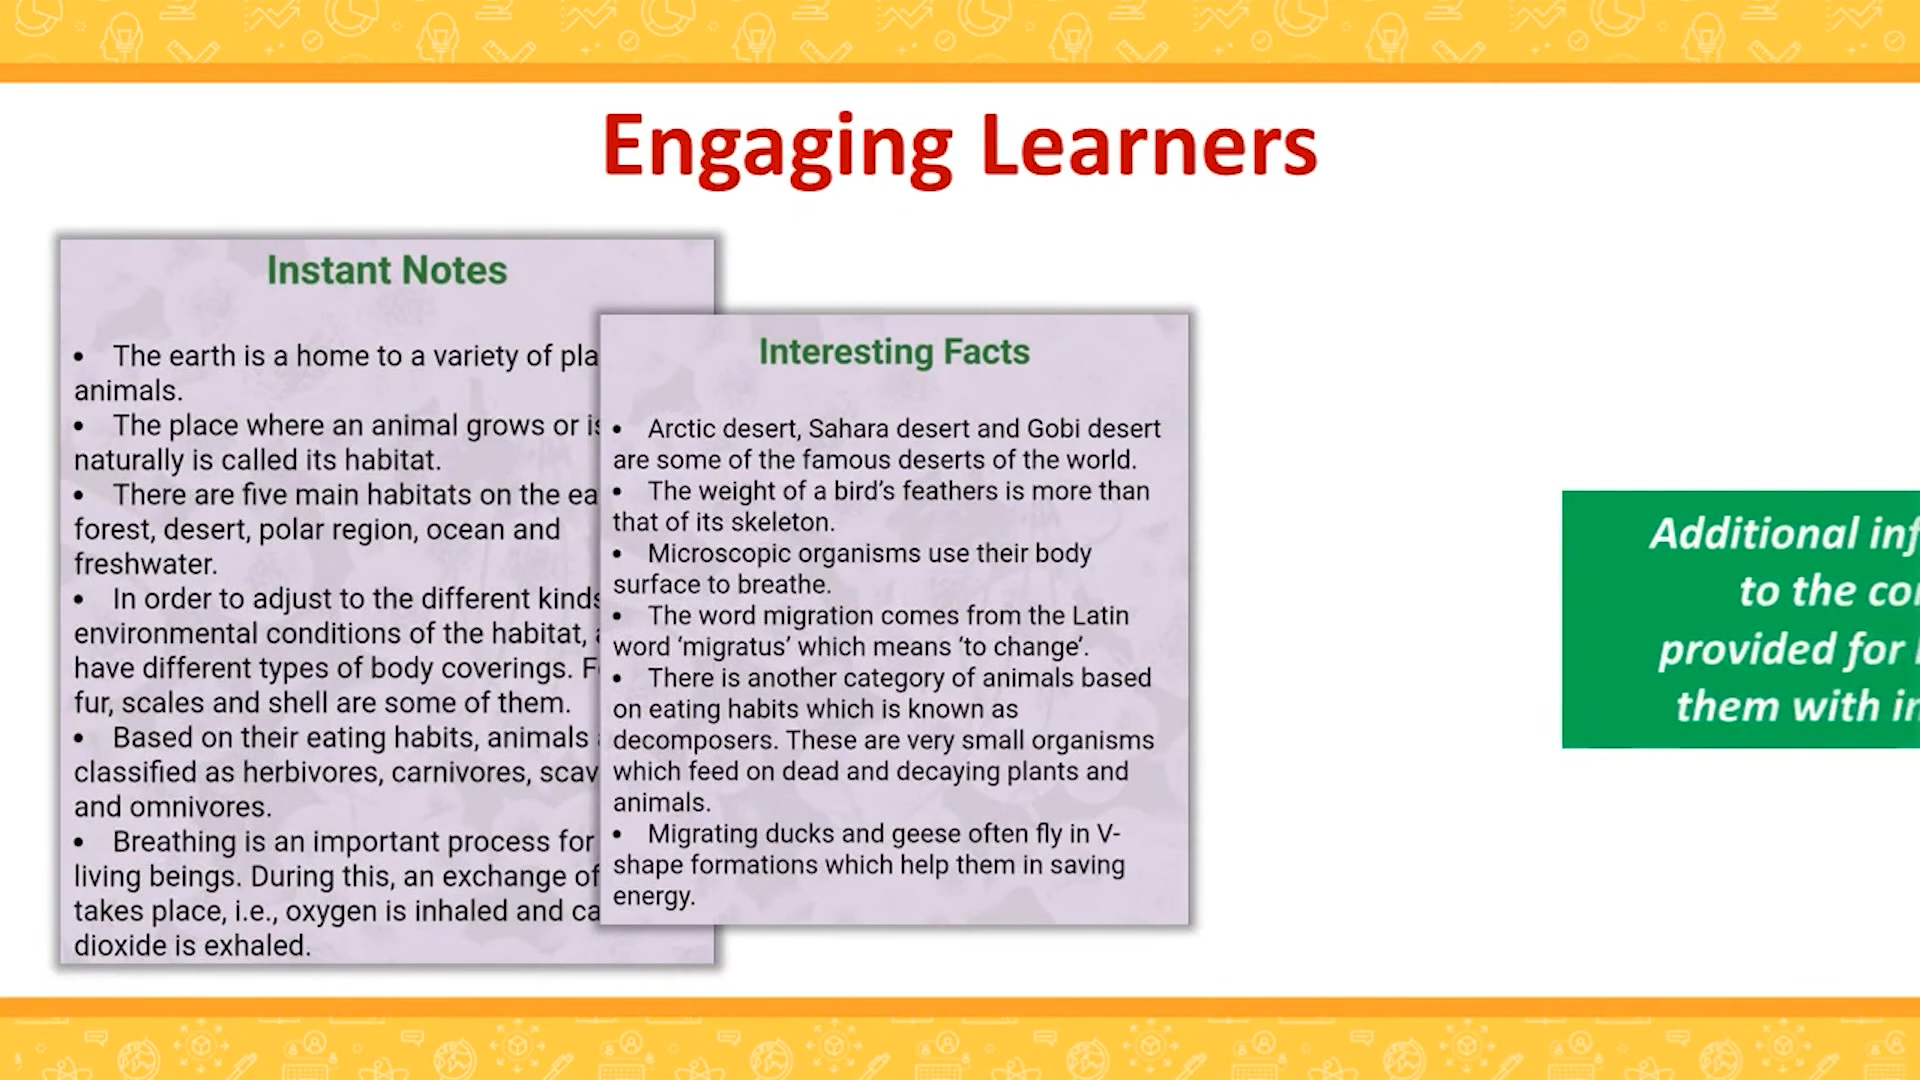 Engaging Learners
Instant Notes
• The earth is a home to a variety of
animals.
• The place where an animal grows or
naturally is called its habitat.
• There are five main habitats on the
forest, desert, polar region, ocean and
freshwater.
• In order to adjust to the different
environmental conditions of the habitat,
have different types of body coverings.
fur, scales and shell are some of them.
• Based on their eating habits, animals
classified as herbivores, carnivores,
and omnivores.
• Breathing is an important process for
living beings. During this, an exchange of
takes place, i.e., oxygen is inhaled and
dioxide is exhaled.
Interesting Facts
• Arctic desert, Sahara desert and Gobi desert
are some of the famous deserts of the world.
• The weight of a bird’s feathers is more than
that of its skeleton.
• Microscopic organisms use their body
surface to breathe.
• The word migration comes from the Latin
word ‘migratus’ which means ‘to change’.
• There is another category of animals based
on eating habits which is known as
decomposers. These are very small organisms
which feed on dead and decaying plants and
animals.
• Migrating ducks and geese often fly in V-
shape formations which help them in saving
energy.
Additional
to the
provided for
them with